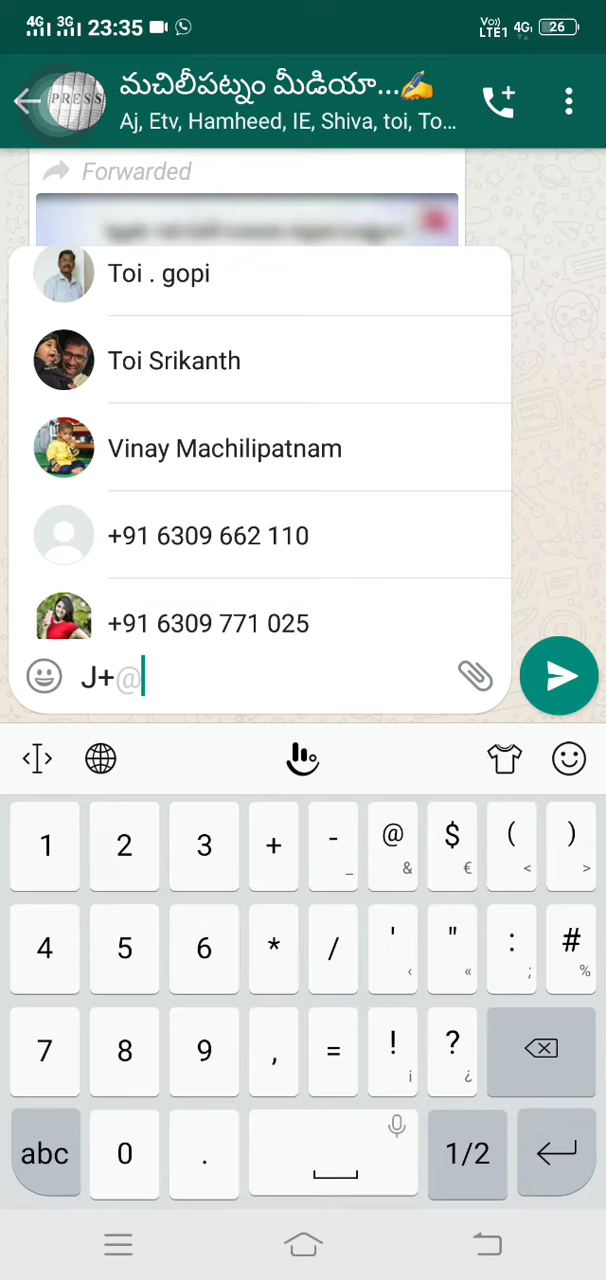 4G 3G 23:35 Vo)) LTE1 4G 26
PRESS
మచిలీపట్నం మీడియా...✍️
Aj, Etv, Hamheed, IE, Shiva, toi, To...
Forwarded
Toi . gopi
Toi Srikanth
Vinay Machilipatnam
+91 6309 662 110
+91 6309 771 025
J+@
1 2 3 + - _ @ & $ € ( < ) >
4 5 6 * / ' ‹ " « : ; # %
7 8 9 , = ! ¡ ? ¿
abc 0 . 1/2